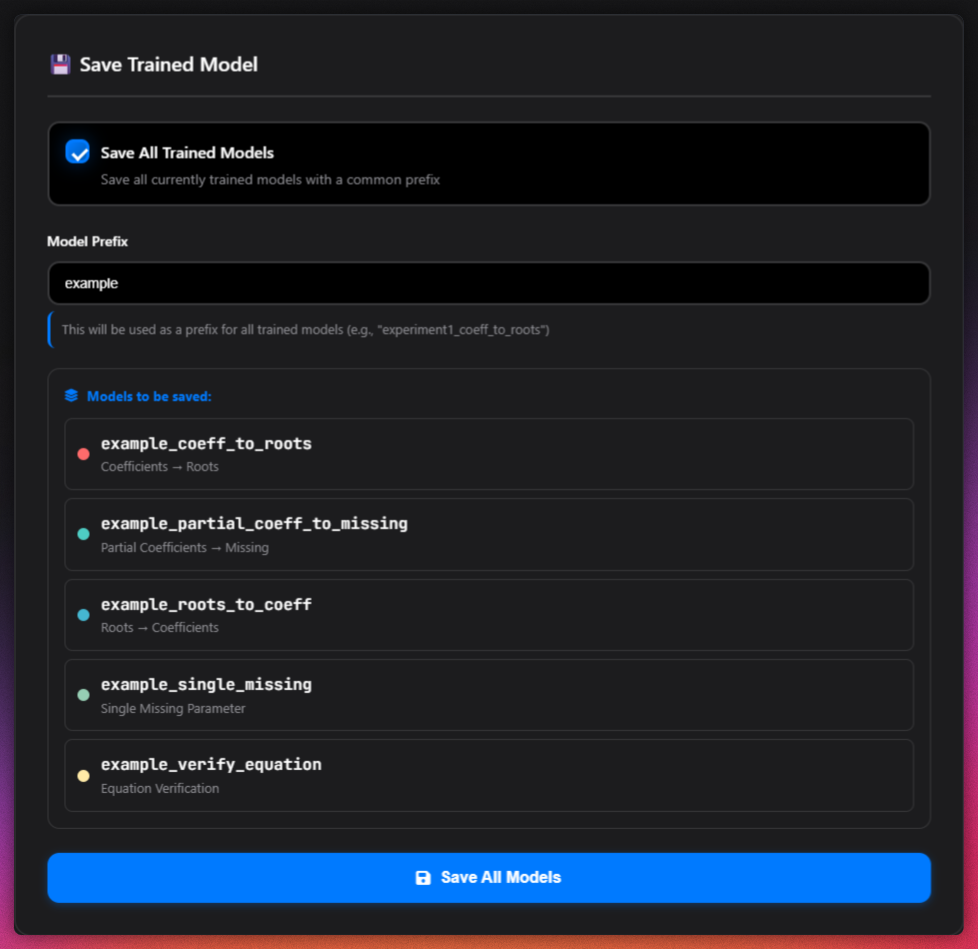 💾 Save Trained Model
Save All Trained Models
Save all currently trained models with a common prefix
Model Prefix
example
This will be used as a prefix for all trained models (e.g., "experiment1_coeff_to_roots")
Models to be saved:
example_coeff_to_roots
Coefficients → Roots
example_partial_coeff_to_missing
Partial Coefficients → Missing
example_roots_to_coeff
Roots → Coefficients
example_single_missing
Single Missing Parameter
example_verify_equation
Equation Verification
Save All Models